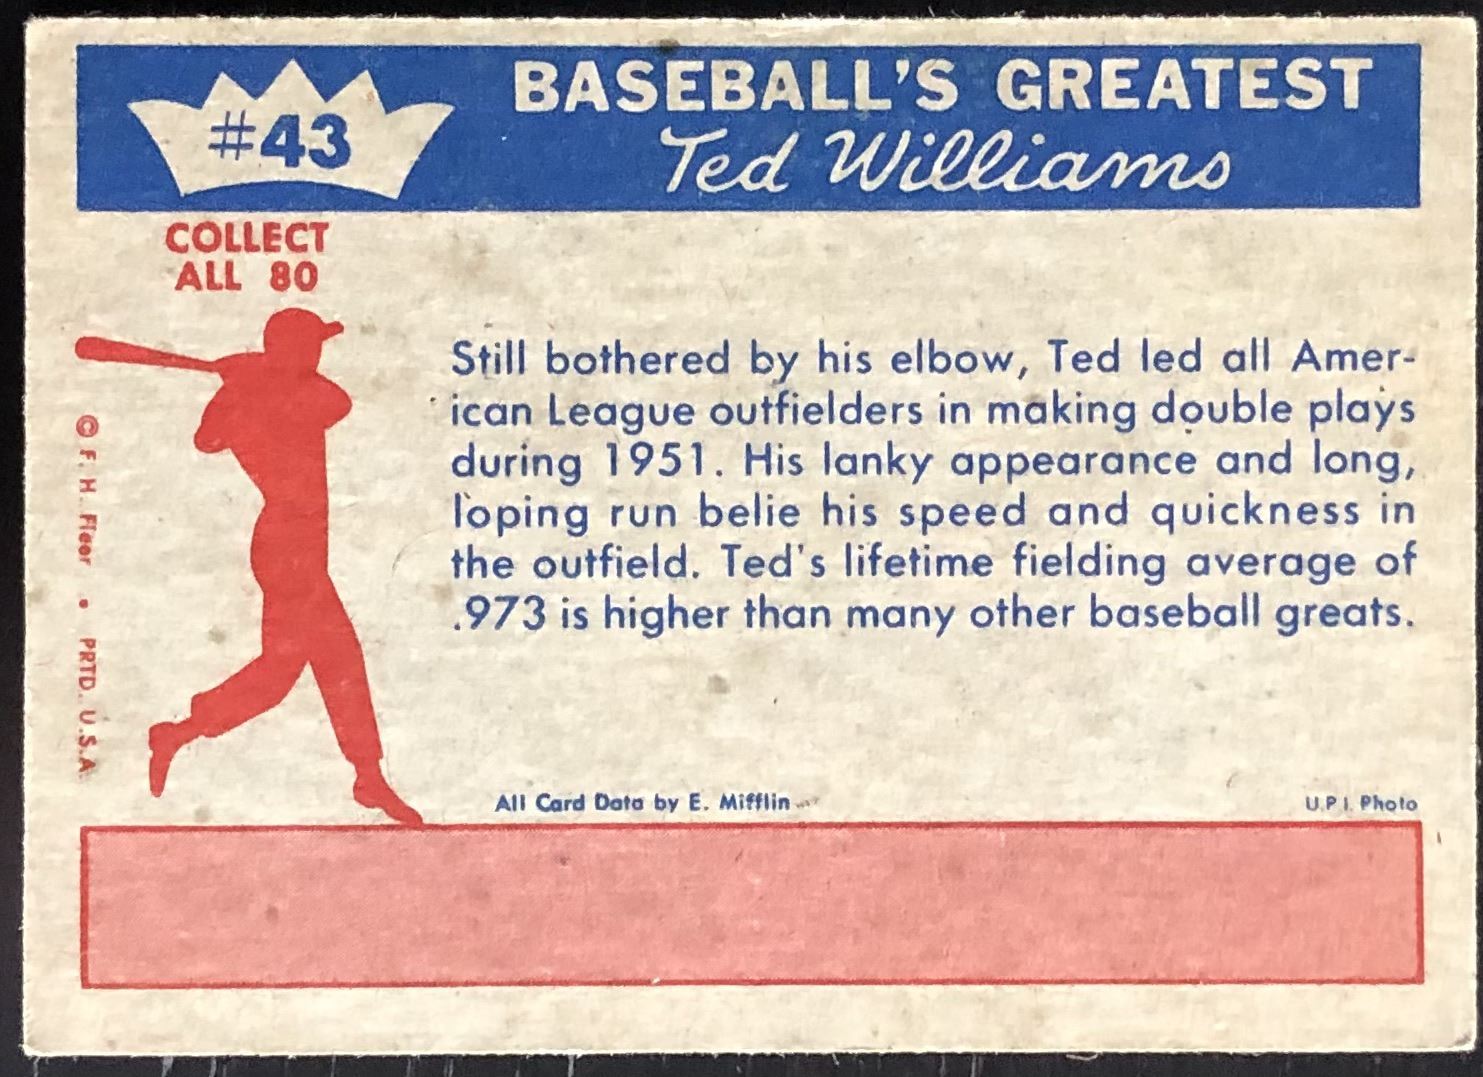 #43
BASEBALL'S GREATEST
Ted Williams
COLLECT
ALL 80
Still bothered by his elbow, Ted led all Amer-
ican League outfielders in making double plays
during 1951. His lanky appearance and long,
loping run belie his speed and quickness in
the outfield. Ted's lifetime fielding average of
.973 is higher than many other baseball greats.
© F. H. Fleer • PRTD. U.S.A.
All Card Data by E. Mifflin
U.P.I. Photo